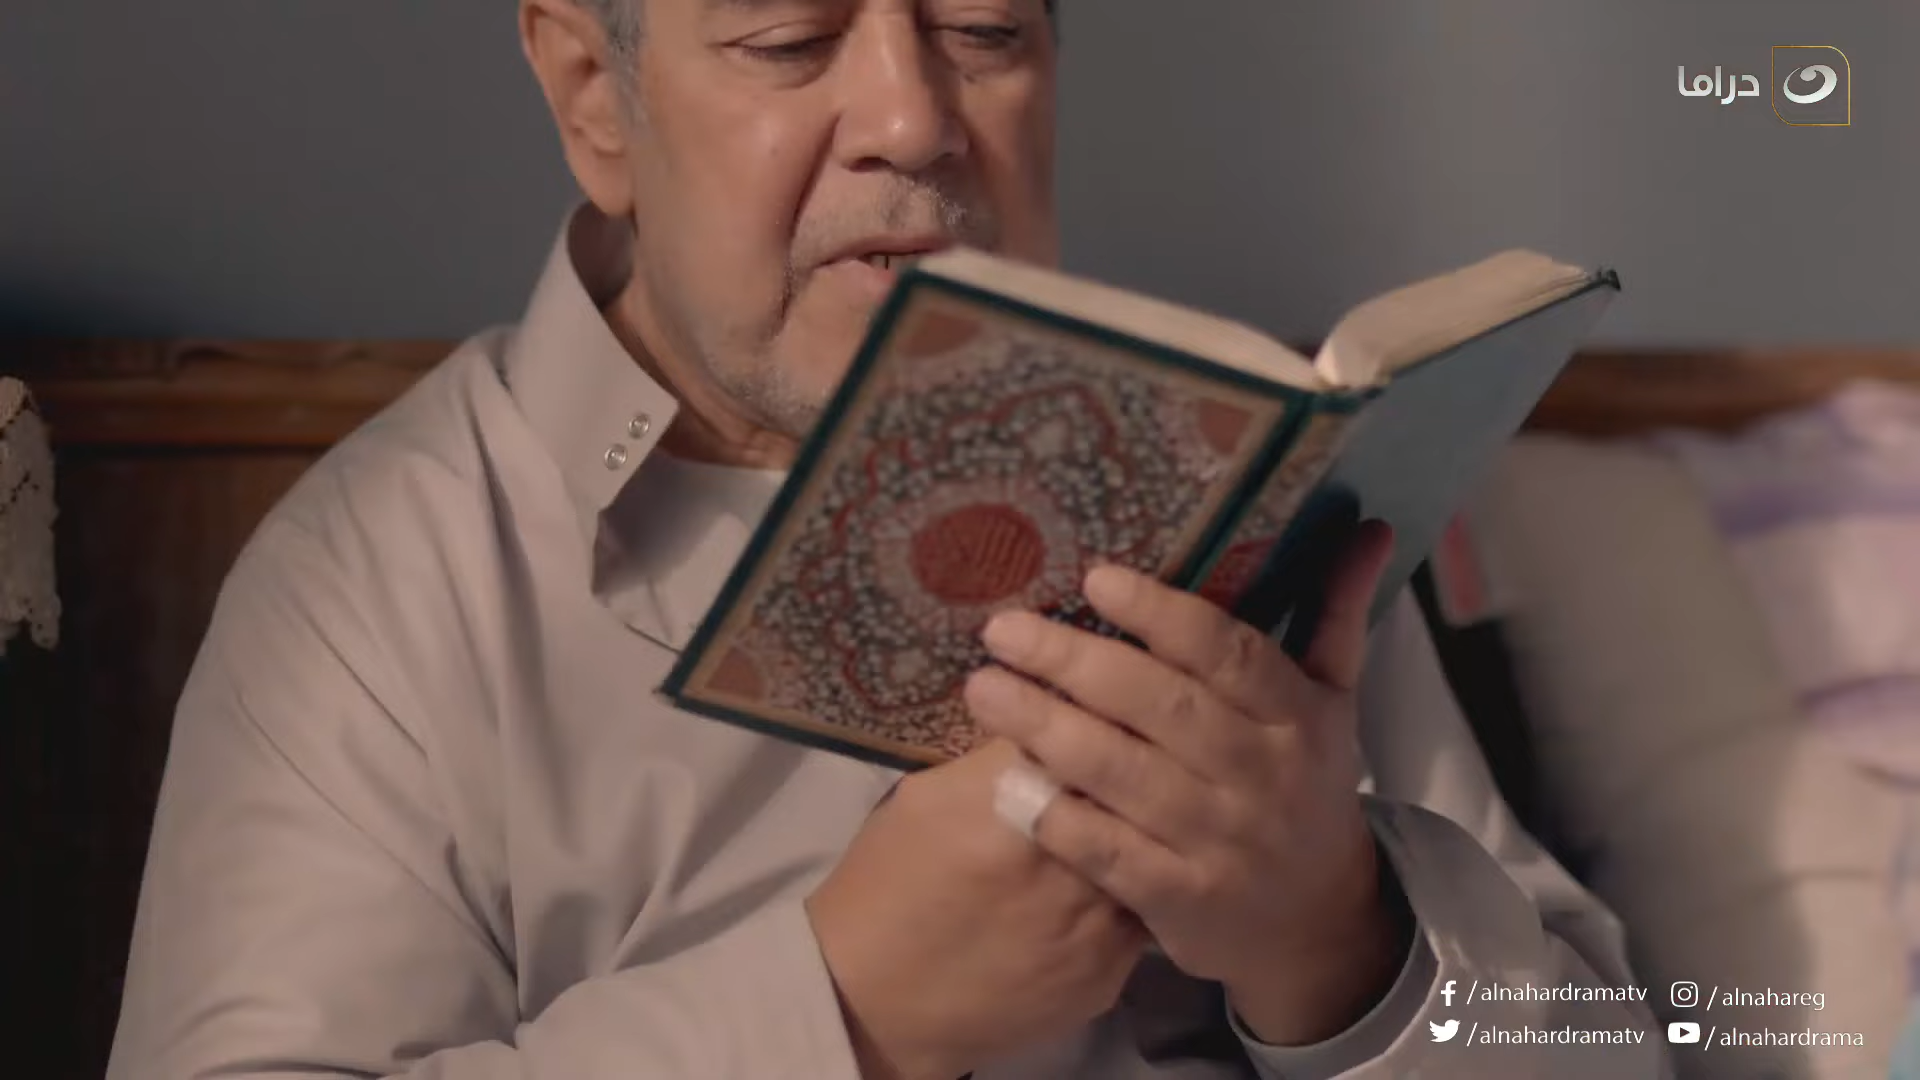 دراما
/alnahardramatv
/alnahareg
/alnahardramatv
/alnahardrama